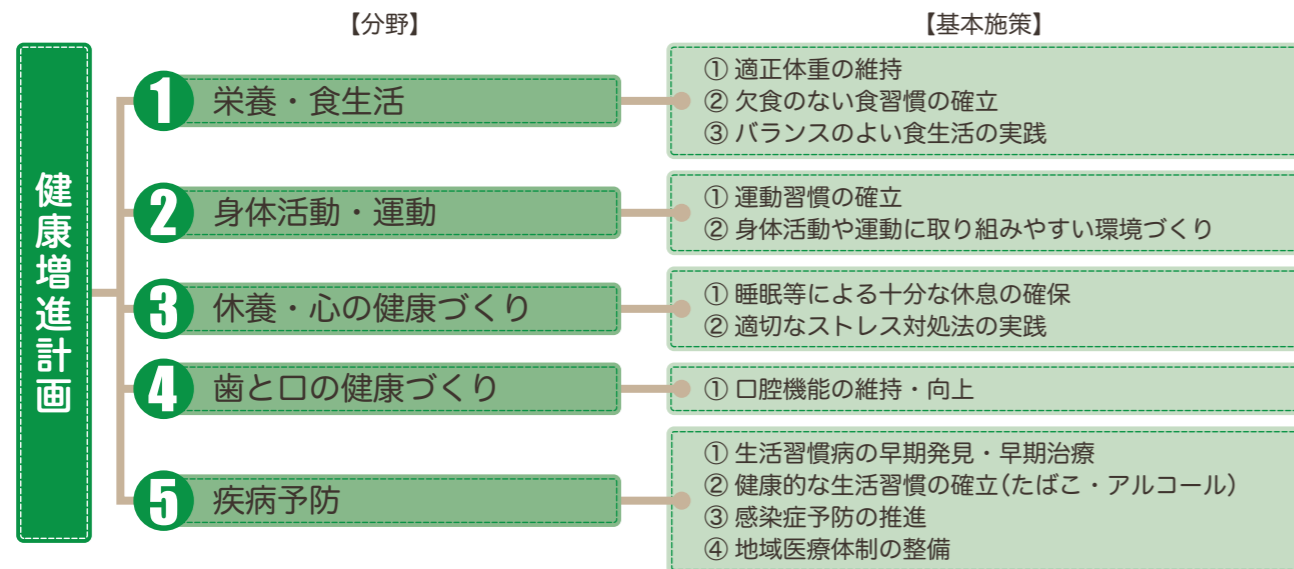 【分野】
【基本施策】
健康増進計画
1 栄養・食生活
① 適正体重の維持
② 欠食のない食習慣の確立
③ バランスのよい食生活の実践
2 身体活動・運動
① 運動習慣の確立
② 身体活動や運動に取り組みやすい環境づくり
3 休養・心の健康づくり
① 睡眠等による十分な休息の確保
② 適切なストレス対処法の実践
4 歯と口の健康づくり
① 口腔機能の維持・向上
5 疾病予防
① 生活習慣病の早期発見・早期治療
② 健康的な生活習慣の確立(たばこ・アルコール)
③ 感染症予防の推進
④ 地域医療体制の整備